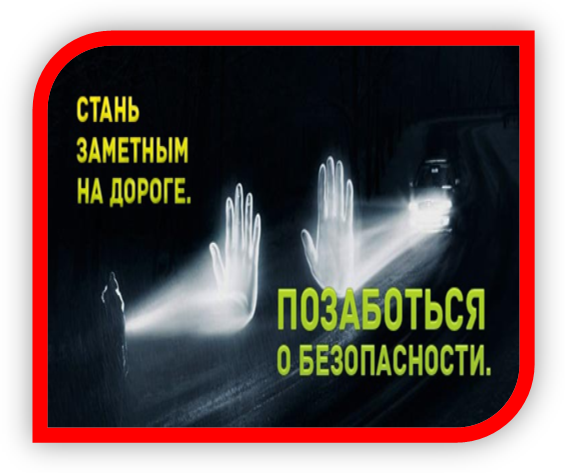 СТАНЬ
ЗАМЕТНЫМ
НА ДОРОГЕ.
ПОЗАБОТЬСЯ
О БЕЗОПАСНОСТИ.